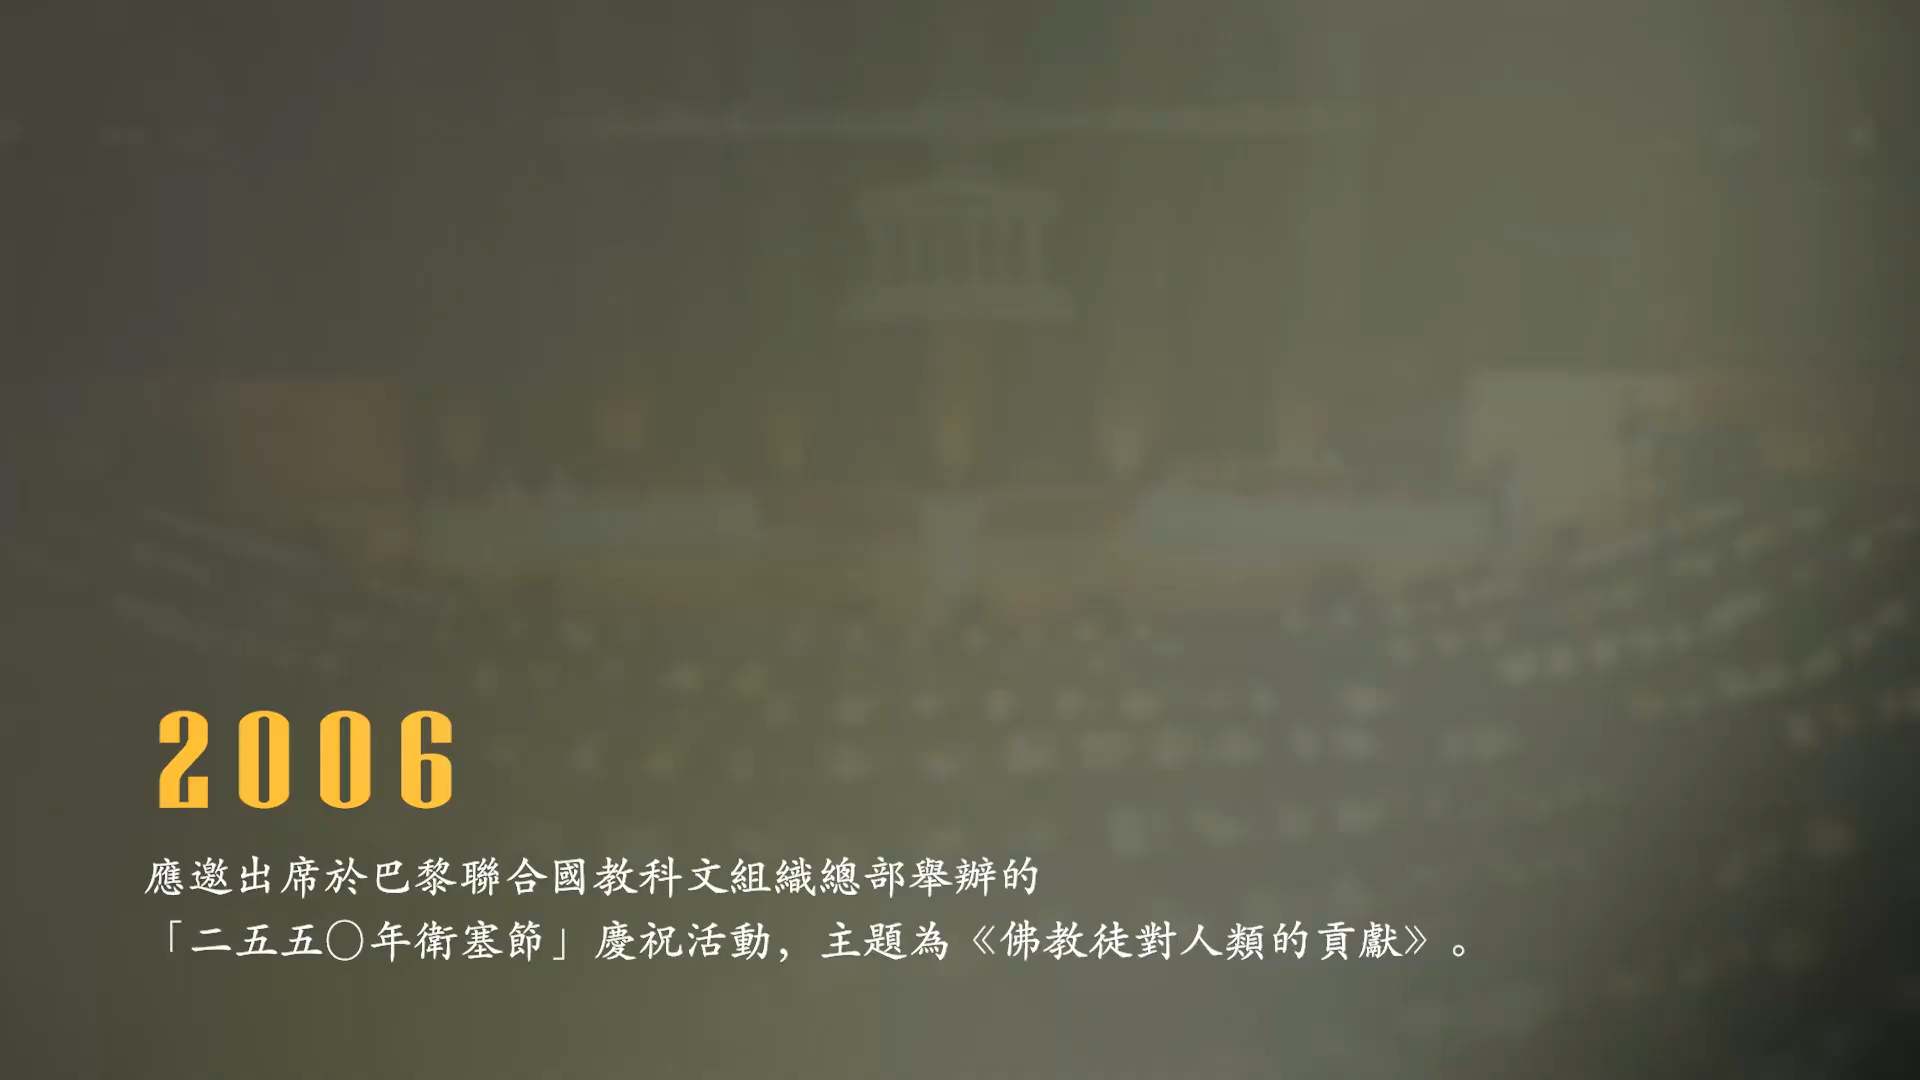 2006
應邀出席於巴黎聯合國教科文組織總部舉辦的
「二五五〇年衛塞節」慶祝活動，主題為《佛教徒對人類的貢獻》。